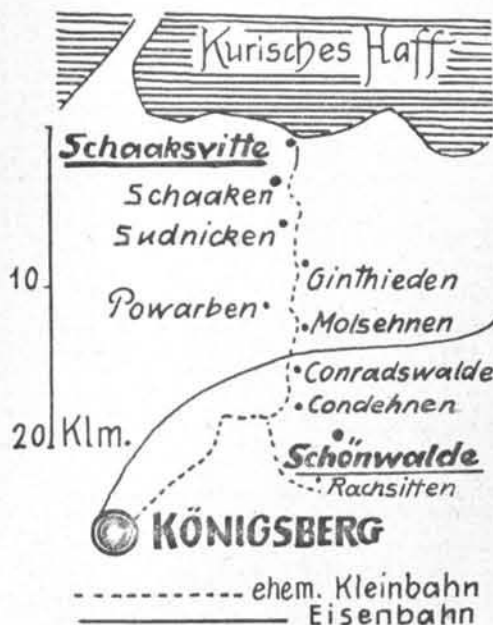 Kurisches Haff
Schaaksvitte
Schaaken
Sudnicken
10
Ginthieden
Powarben
Molsehnen
Conradswalde
Condehnen
20 Klm.
Schönwalde
Rachsitten
KÖNIGSBERG
ehem. Kleinbahn
Eisenbahn